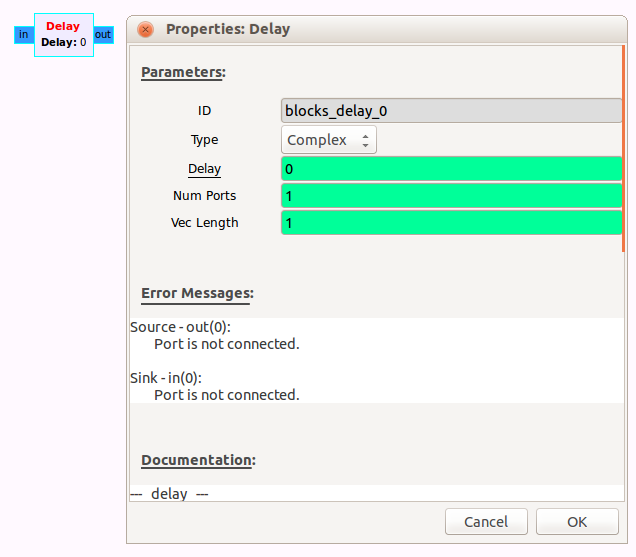 in
Delay
Delay: 0
out
Properties: Delay
Parameters:
ID
blocks_delay_0
Type
Complex
Delay
0
Num Ports
1
Vec Length
1
Error Messages:
Source - out(0):
Port is not connected.
Sink - in(0):
Port is not connected.
Documentation:
--- delay ---
Cancel
OK